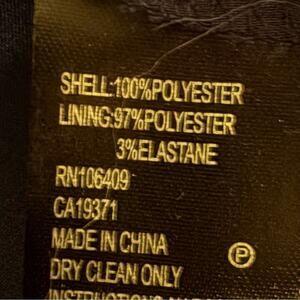 SHELL:100%POLYESTER
LINING:97%POLYESTER
3%ELASTANE
RN106409
CA19371
MADE IN CHINA
P
DRY CLEAN ONLY